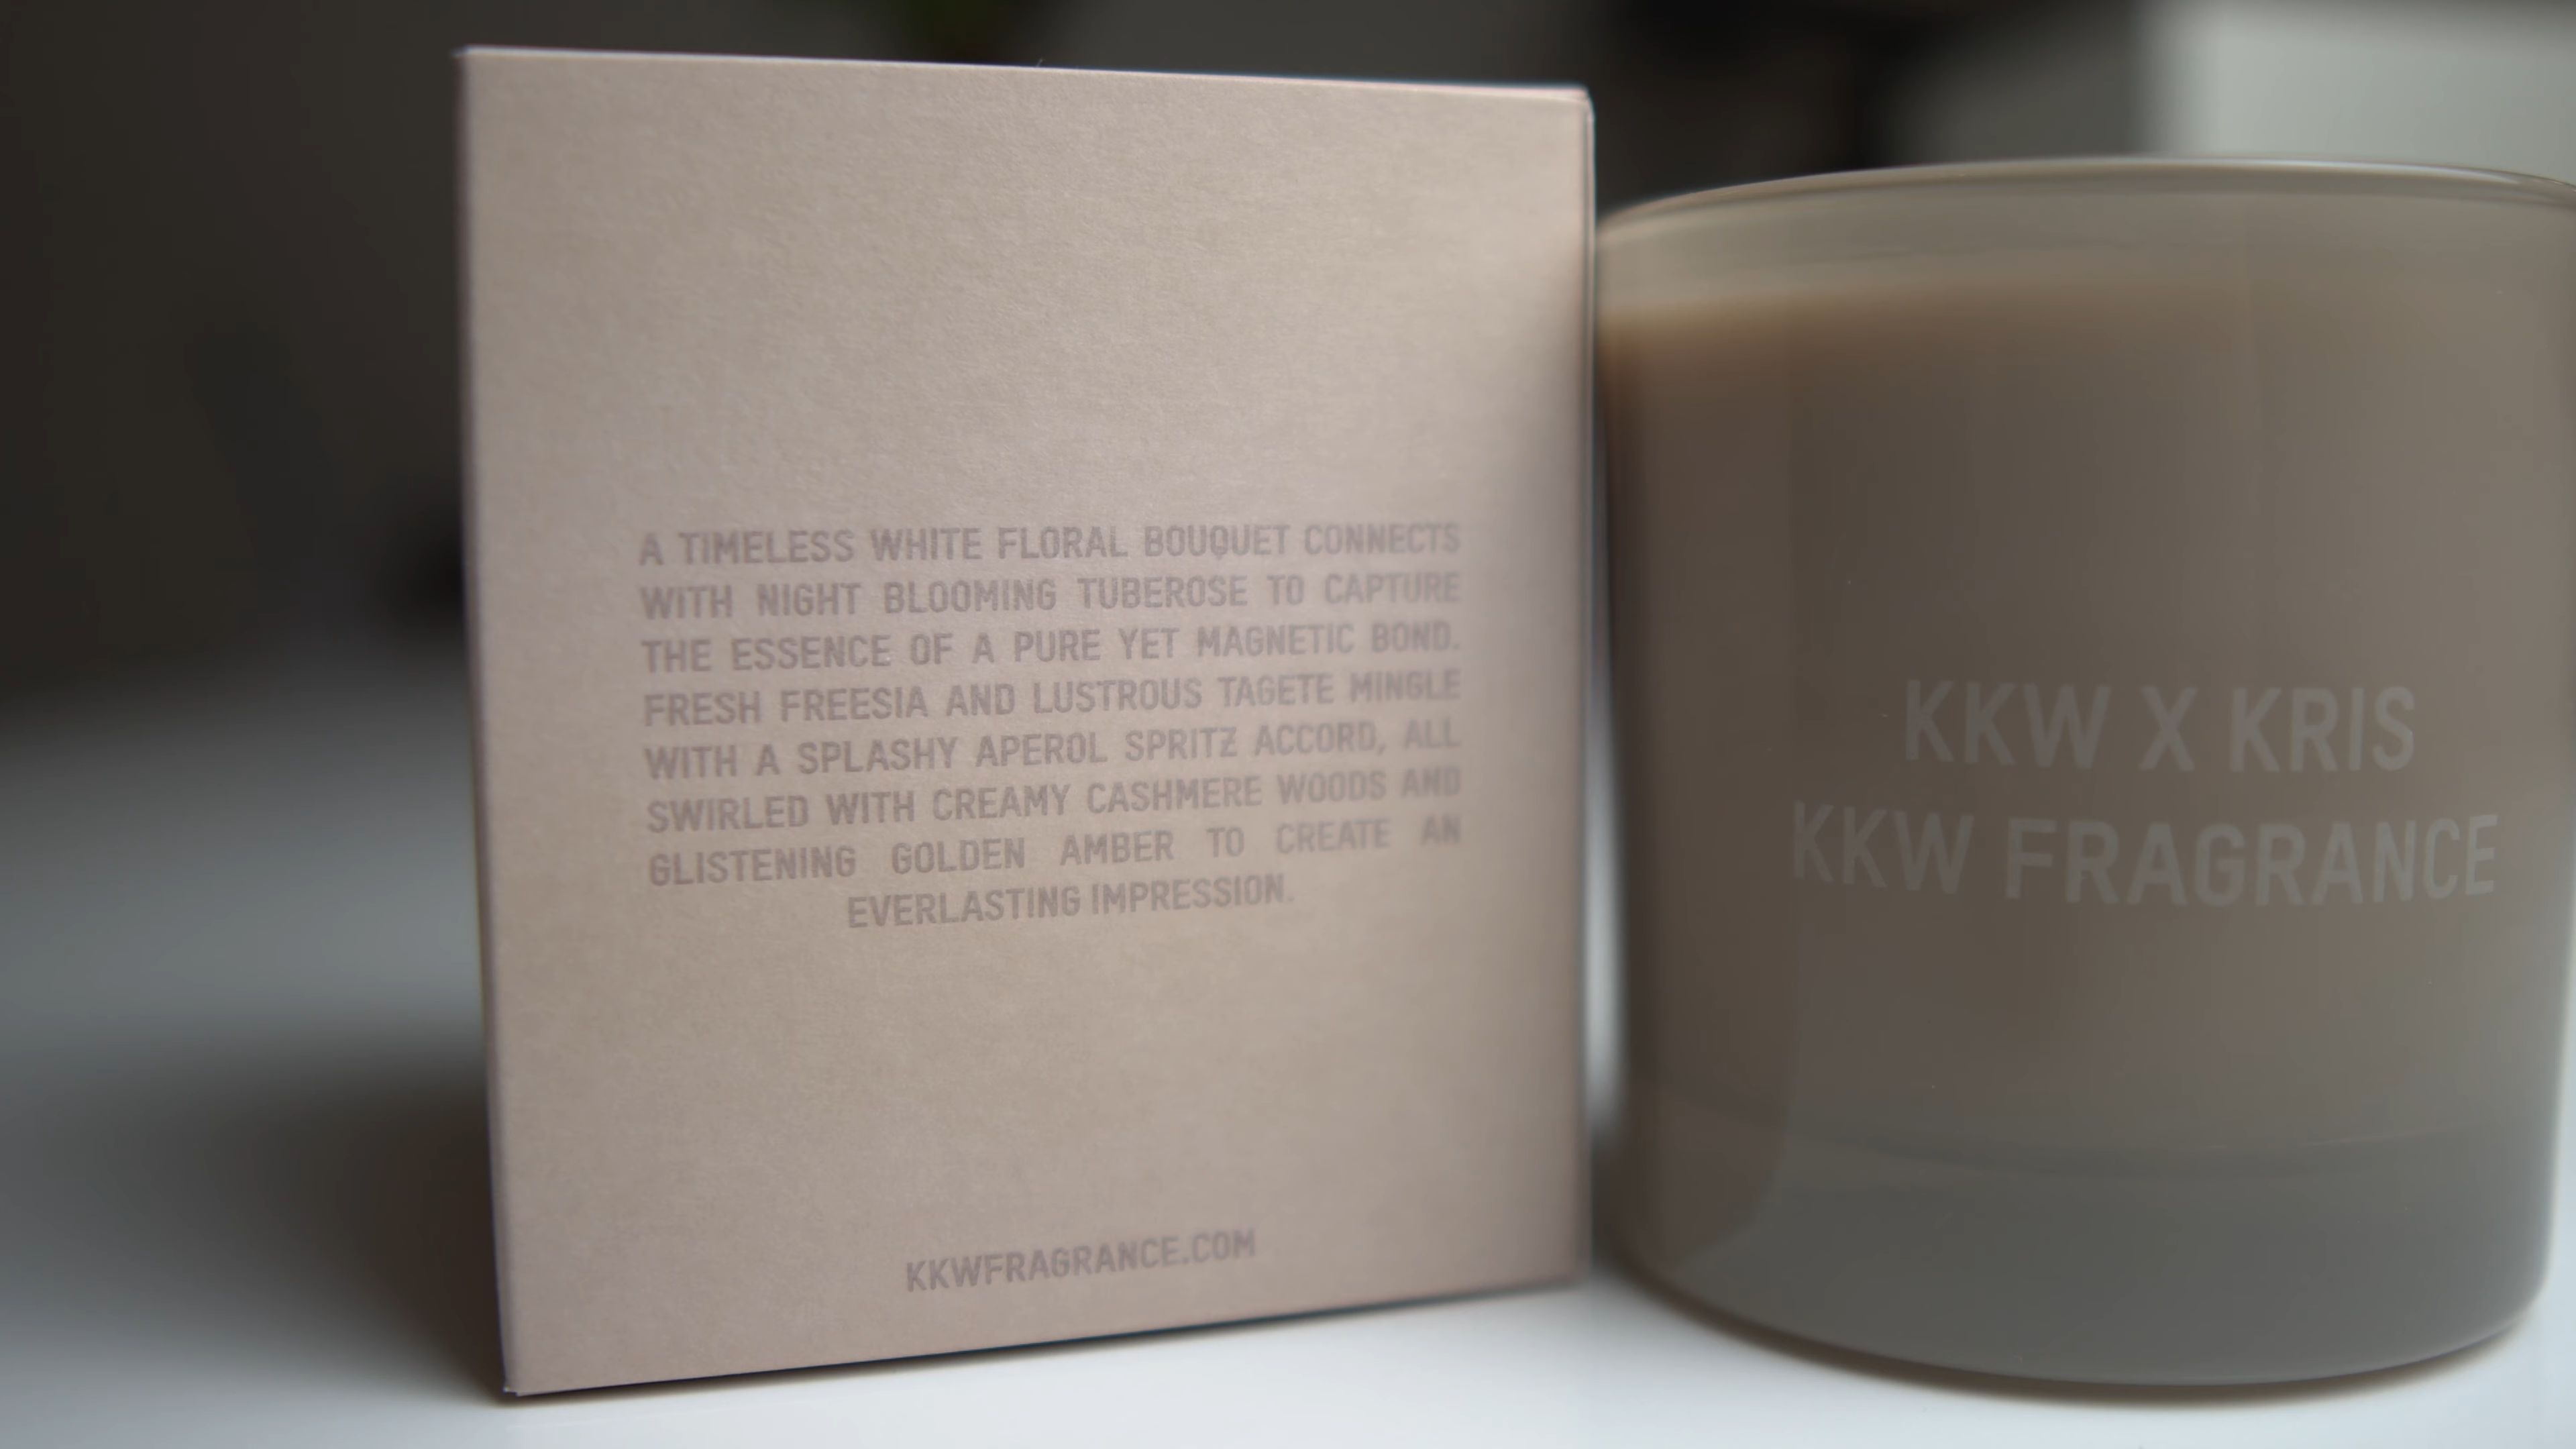 A TIMELESS WHITE FLORAL BOUQUET CONNECTS
WITH NIGHT BLOOMING TUBEROSE TO CAPTURE
THE ESSENCE OF A PURE YET MAGNETIC BOND.
FRESH FREESIA AND LUSTROUS TAGETE MINGLE
WITH A SPLASHY APEROL SPRITZ ACCORD, ALL
SWIRLED WITH CREAMY CASHMERE WOODS AND
GLISTENING GOLDEN AMBER TO CREATE AN
EVERLASTING IMPRESSION.
KKWFRAGRANCE.COM
KKW X KRIS
KKW FRAGRANCE